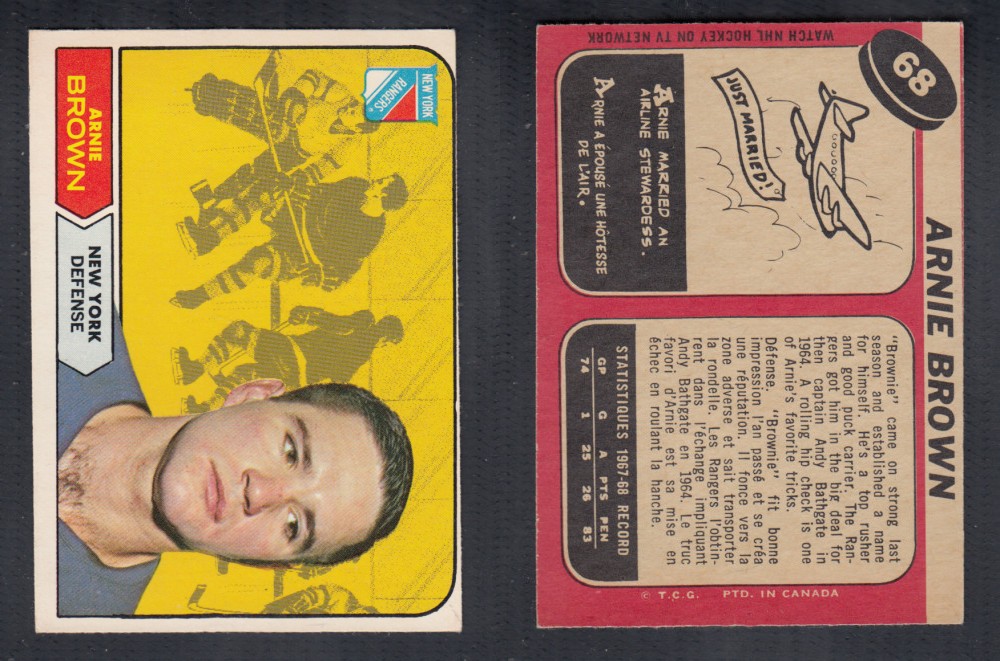 ARNIE
BROWN
NEW YORK
DEFENSE
NEW YORK
RANGERS
68
ARNIE BROWN
WATCH NHL HOCKEY ON TV NETWORK
JUST MARRIED!
ARNIE MARRIED AN
AIRLINE STEWARDESS.
ARNIE A ÉPOUSÉ UNE HÔTESSE
DE L'AIR.
"Brownie" came on strong last
season and established a name
for himself. He's a top rusher
and good puck carrier. The Ran-
gers got him in the big deal for
then captain Andy Bathgate in
1964. A rolling hip check is one
of Arnie's favorite tricks.
Défense. "Brownie" fit bonne
impression l'an passé et se créa
une réputation. Il fonce vers la
zone adverse et sait transporter
la rondelle. Les Rangers l'obtin-
rent dans l'échange impliquant
Andy Bathgate en 1964. Le truc
favori d'Arnie est sa mise en
échec en roulant la hanche.
STATISTIQUES 1967-68 RECORD
GP G A PTS PEN
74 1 25 26 83
© T.C.G. PTD. IN CANADA